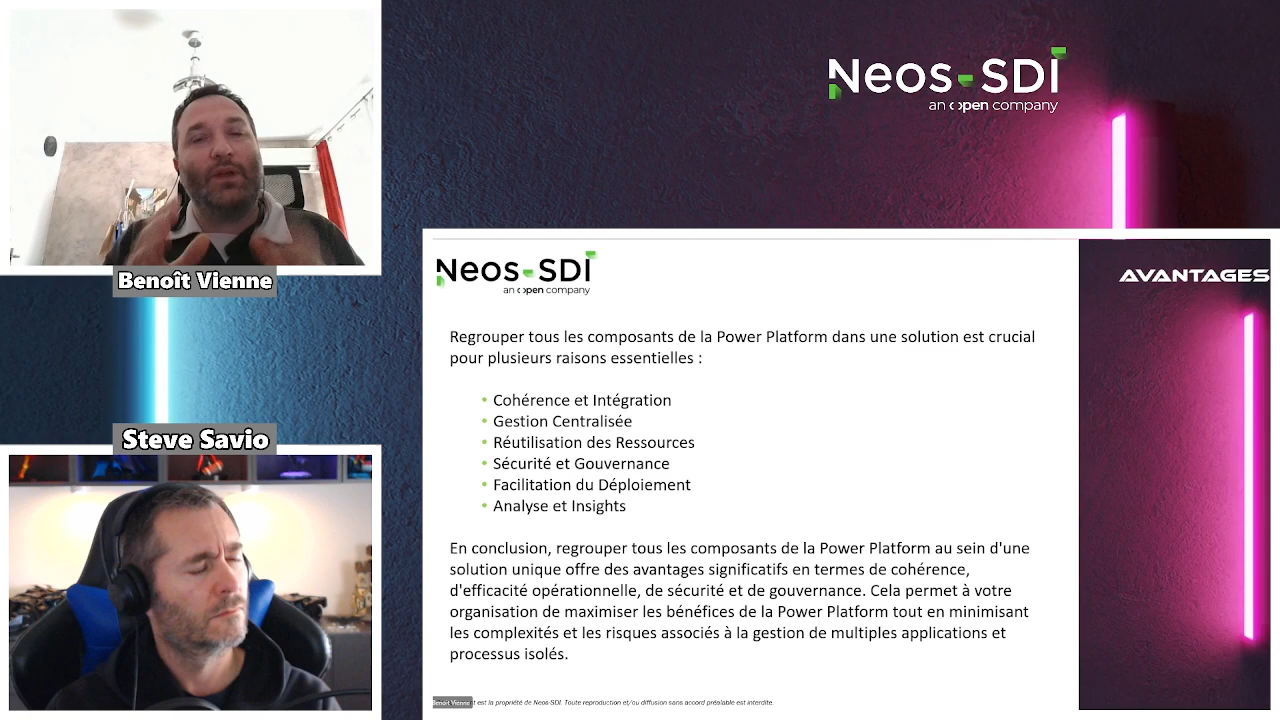 Benoît Vienne
Steve Savio
Neos-SDI
an open company
Neos-SDI
an open company
AVANTAGES
Regrouper tous les composants de la Power Platform dans une solution est crucial
pour plusieurs raisons essentielles :
• Cohérence et Intégration
• Gestion Centralisée
• Réutilisation des Ressources
• Sécurité et Gouvernance
• Facilitation du Déploiement
• Analyse et Insights
En conclusion, regrouper tous les composants de la Power Platform au sein d'une
solution unique offre des avantages significatifs en termes de cohérence,
d'efficacité opérationnelle, de sécurité et de gouvernance. Cela permet à votre
organisation de maximiser les bénéfices de la Power Platform tout en minimisant
les complexités et les risques associés à la gestion de multiples applications et
processus isolés.
Benoît Vienne
est la propriété de Neos-SDI. Toute reproduction et/ou diffusion sans accord préalable est interdite.